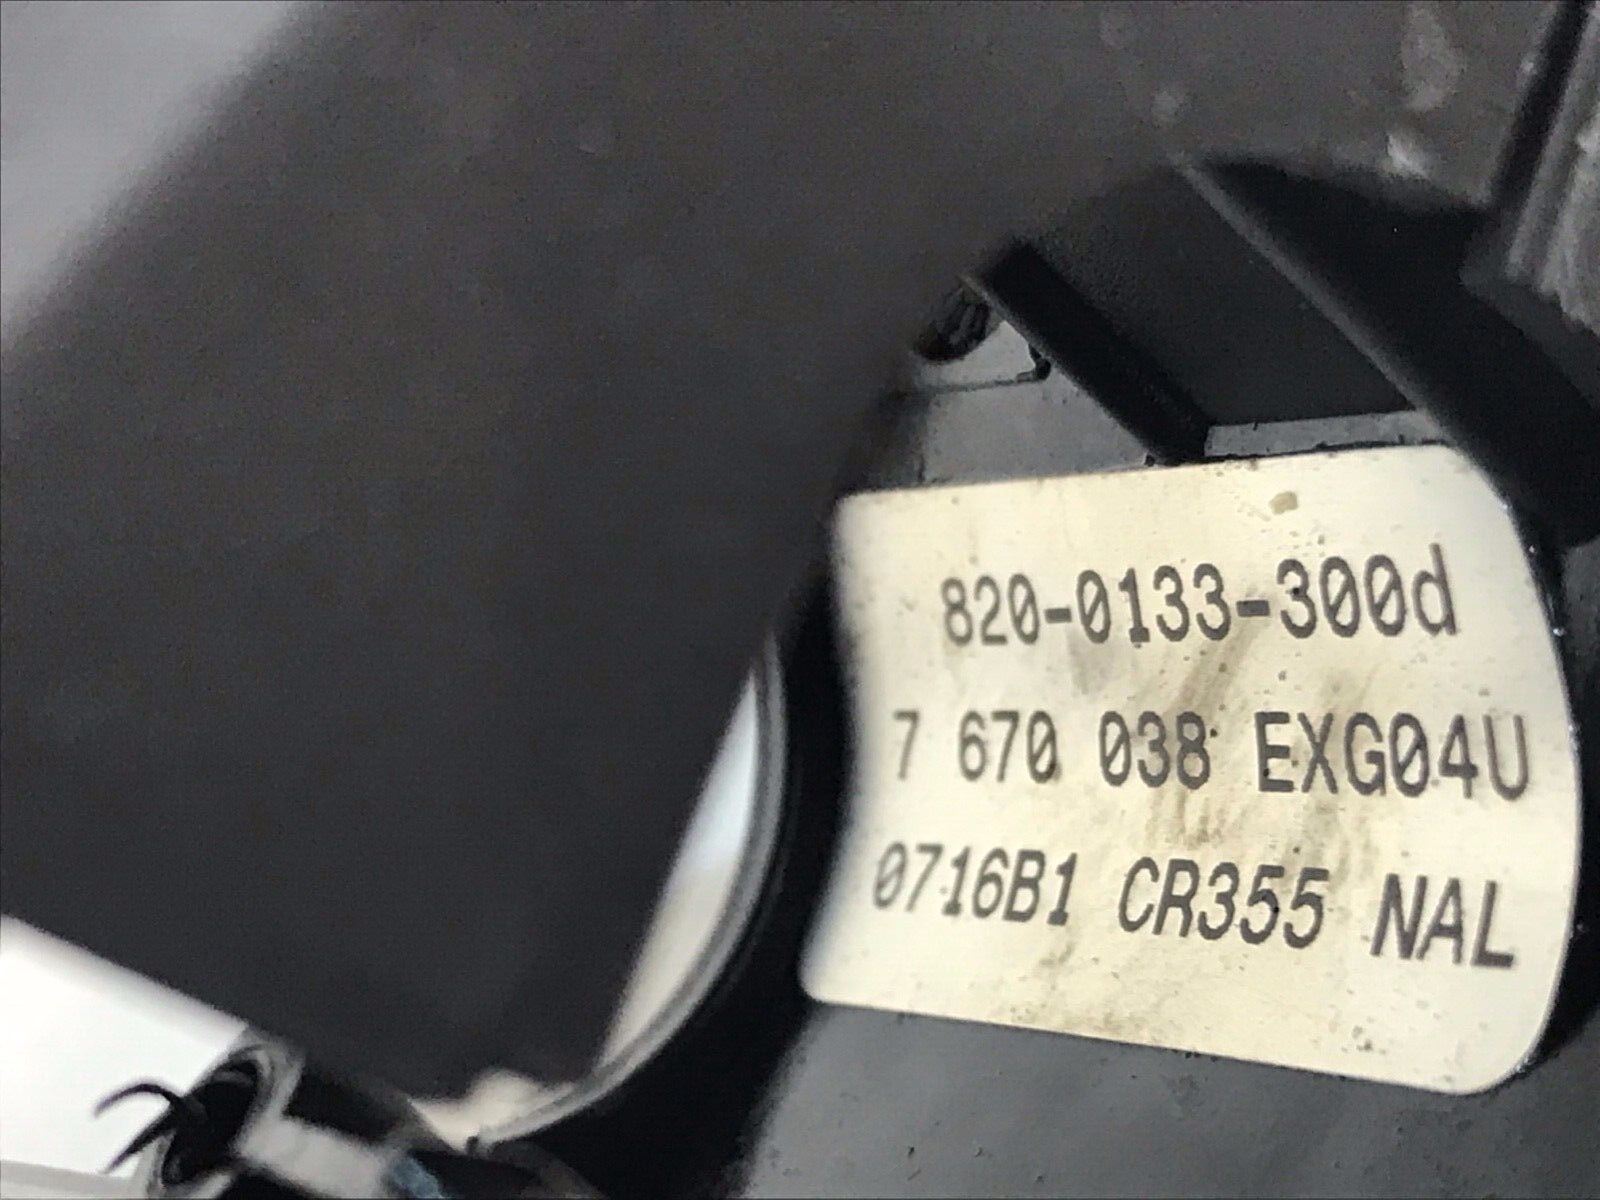 820-0133-300d
7 670 038 EXG04U
0716B1 CR355 NAL